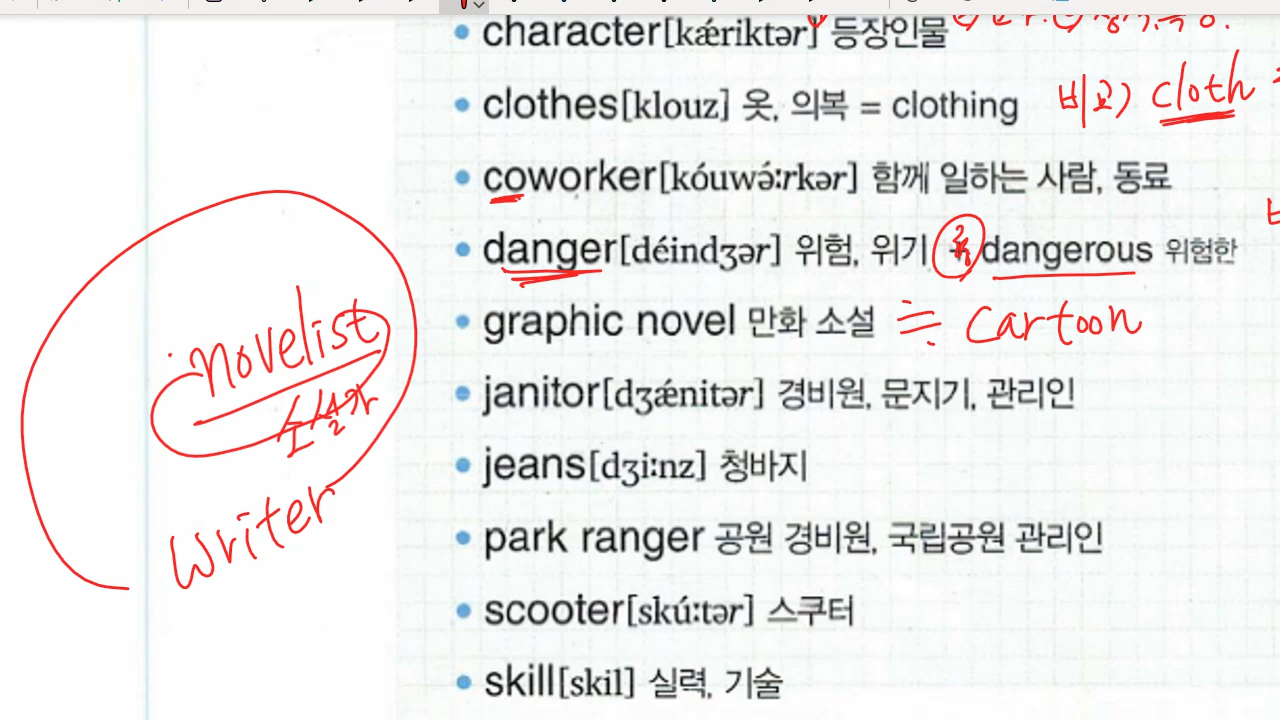 character[kǽriktər] 등장인물
clothes[klouz] 옷, 의복 = clothing 비교) cloth
coworker[kóuwə́ːrkər] 함께 일하는 사람, 동료
danger[déindʒər] 위험, 위기 dangerous 위험한
graphic novel 만화 소설 ≒ cartoon
novelist
소설가
janitor[dʒǽnitər] 경비원, 문지기, 관리인
jeans[dʒiːnz] 청바지
writer
park ranger 공원 경비원, 국립공원 관리인
scooter[skúːtər] 스쿠터
skill[skil] 실력, 기술